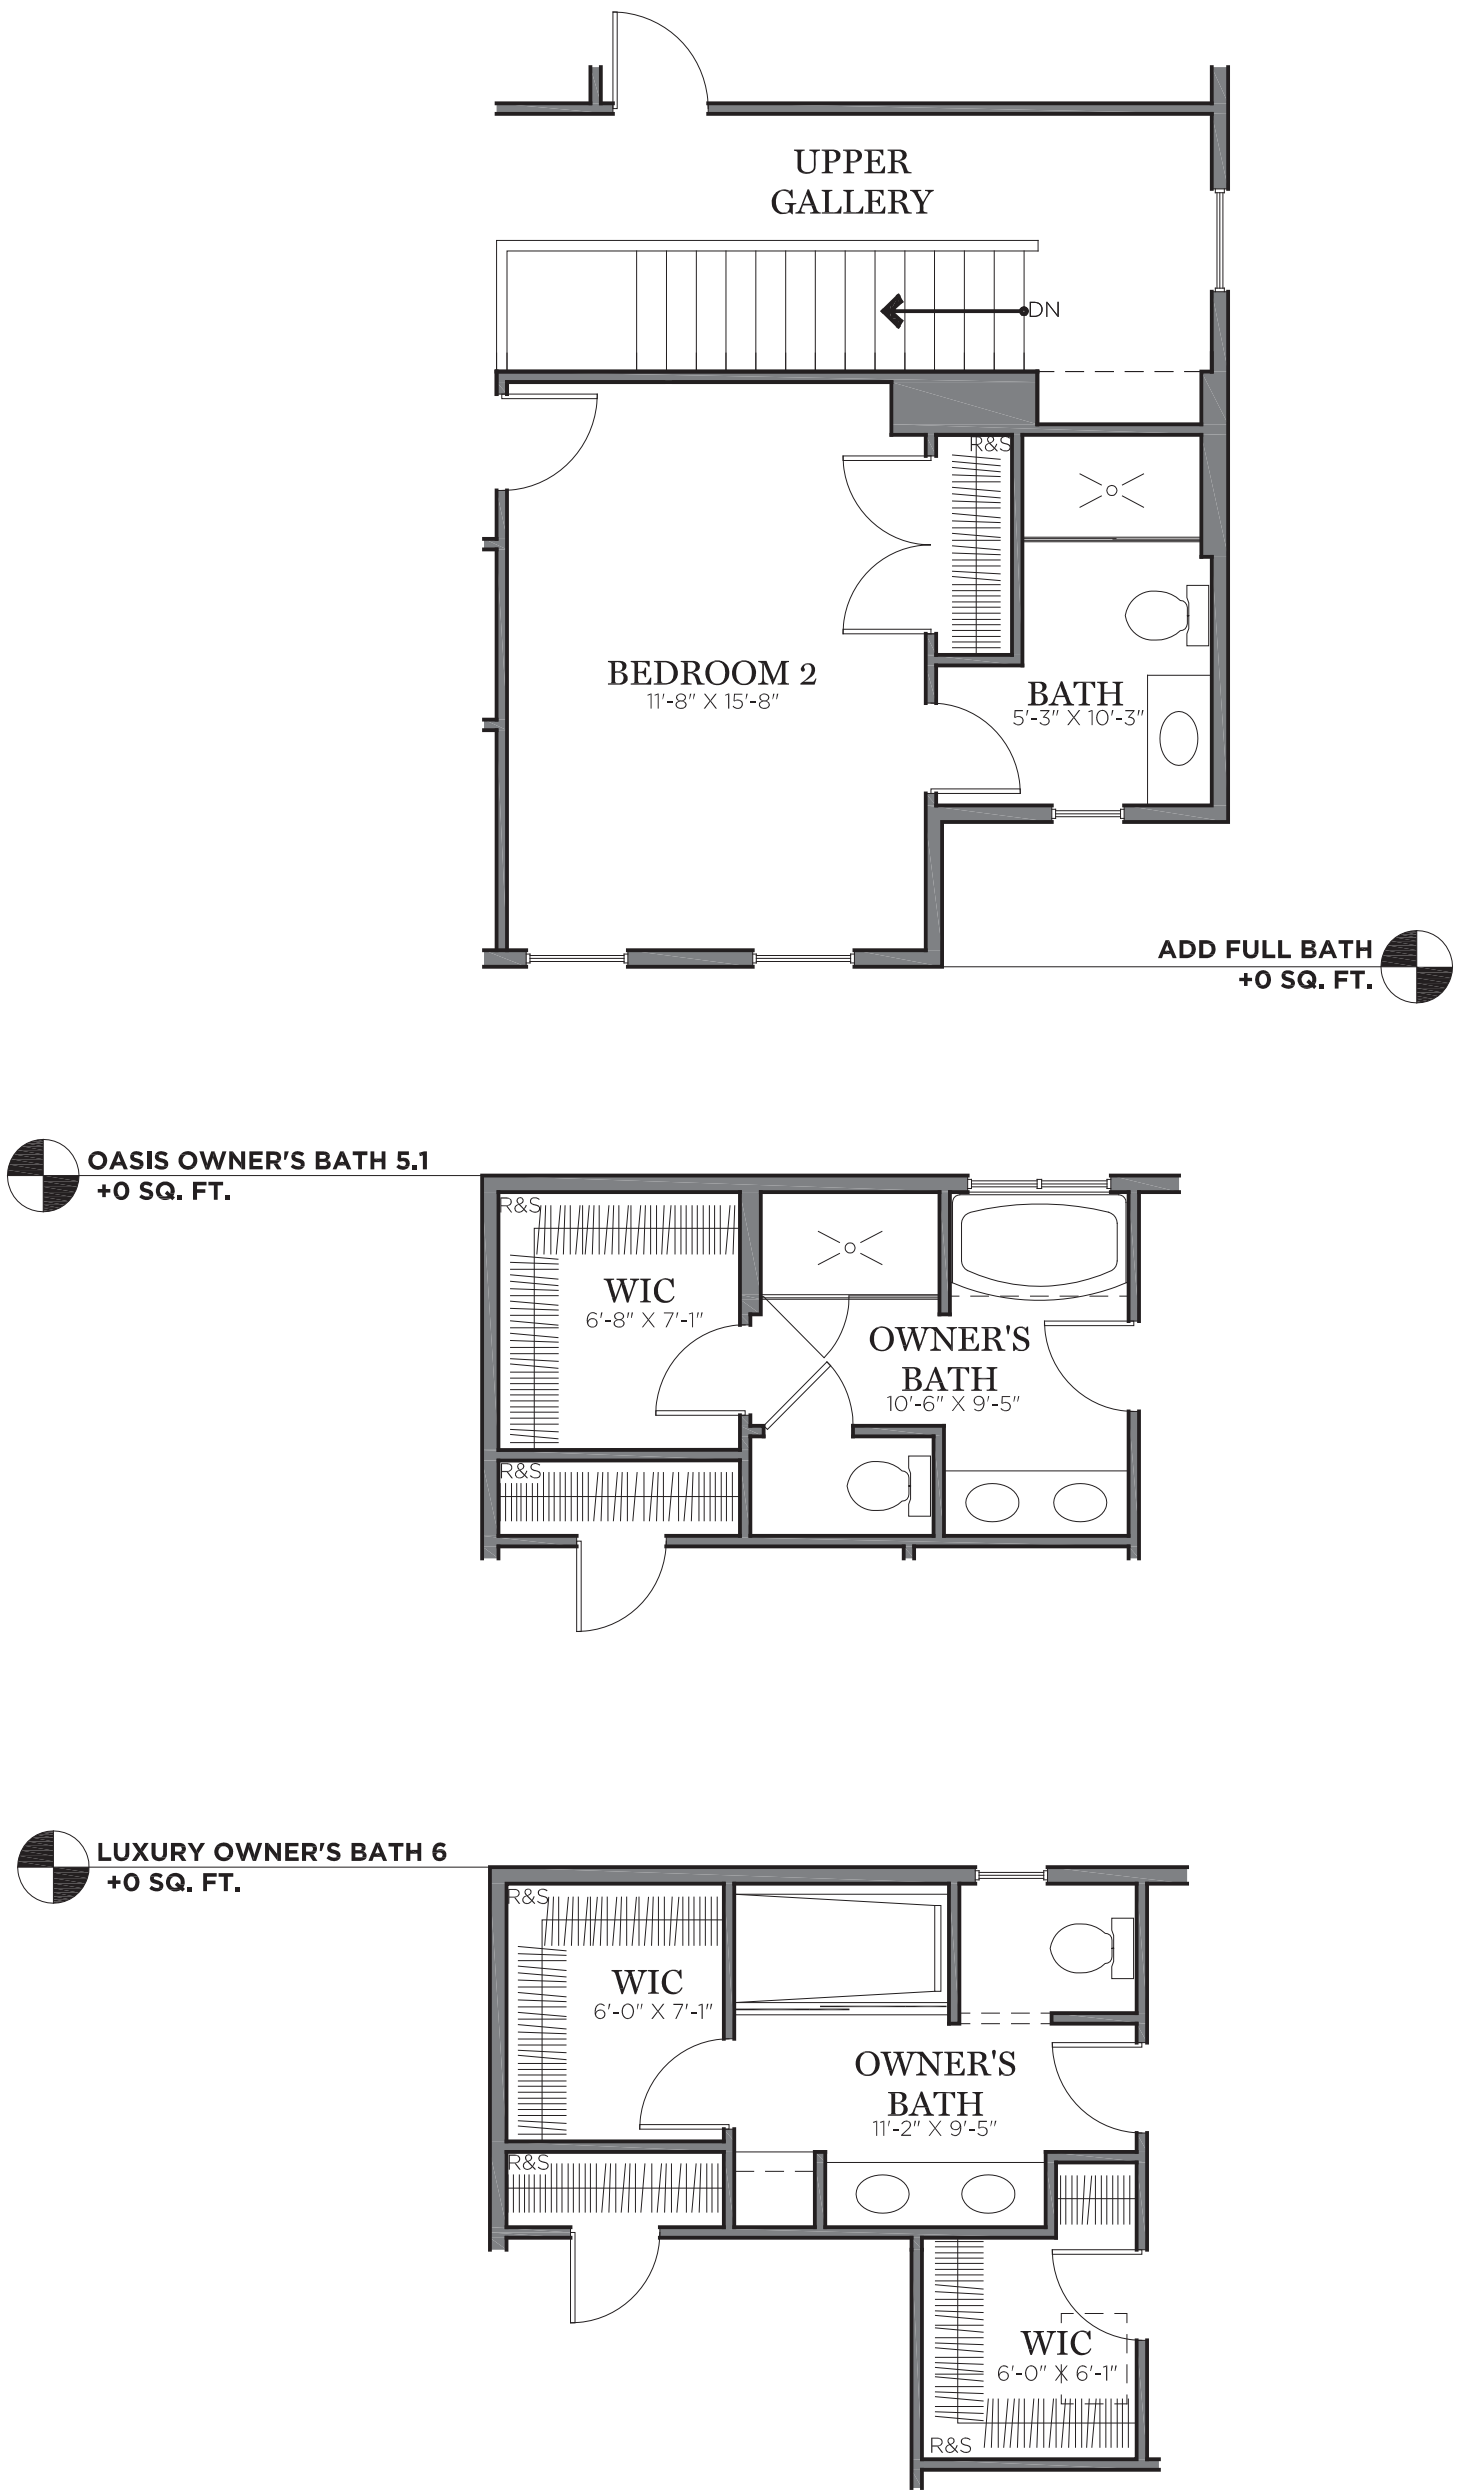 UPPER
GALLERY
DN
R&S
BEDROOM 2
11'-8" X 15'-8"
BATH
5'-3" X 10'-3"
ADD FULL BATH
+0 SQ. FT.
OASIS OWNER'S BATH 5.1
+0 SQ. FT.
R&S
WIC
6'-8" X 7'-1"
OWNER'S
BATH
10'-6" X 9'-5"
R&S
LUXURY OWNER'S BATH 6
+0 SQ. FT.
R&S
WIC
6'-0" X 7'-1"
OWNER'S
BATH
11'-2" X 9'-5"
R&S
WIC
6'-0" X 6'-1"
R&S